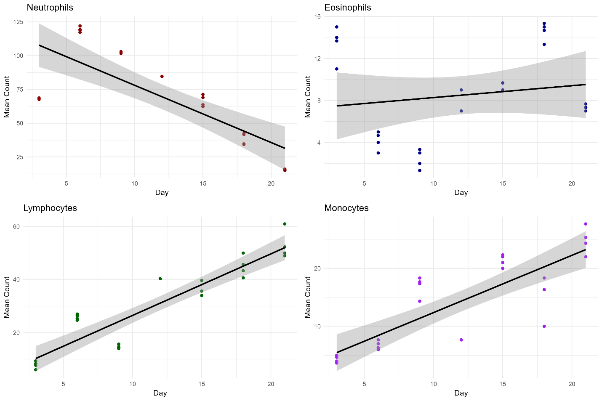 Neutrophils
Mean Count
125
100
75
50
25
5 10 15 20
Day
Eosinophils
Mean Count
16
12
8
4
5 10 15 20
Day
Lymphocytes
Mean Count
60
40
20
5 10 15 20
Day
Monocytes
Mean Count
20
10
5 10 15 20
Day